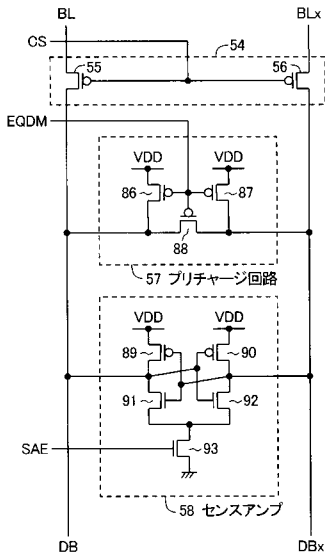 BL
BLx
CS
54
55
56
EQDM
VDD
VDD
86
87
88
57 プリチャージ回路
VDD
VDD
89
90
91
92
SAE
93
58 センスアンプ
DB
DBx